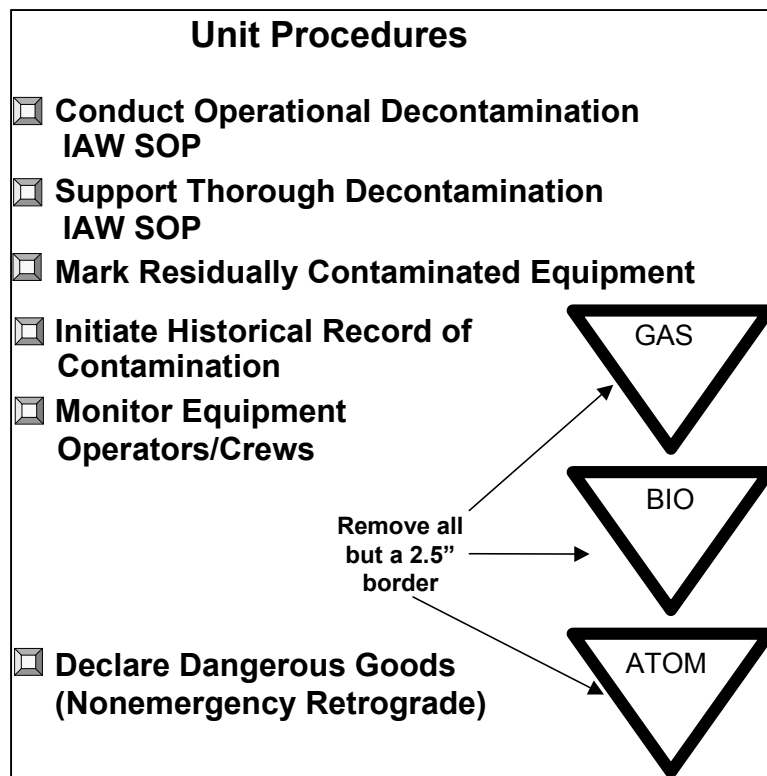 Unit Procedures
Conduct Operational Decontamination
IAW SOP
Support Thorough Decontamination
IAW SOP
Mark Residually Contaminated Equipment
Initiate Historical Record of
Contamination
Monitor Equipment
Operators/Crews
GAS
BIO
Remove all
but a 2.5”
border
ATOM
Declare Dangerous Goods
(Nonemergency Retrograde)